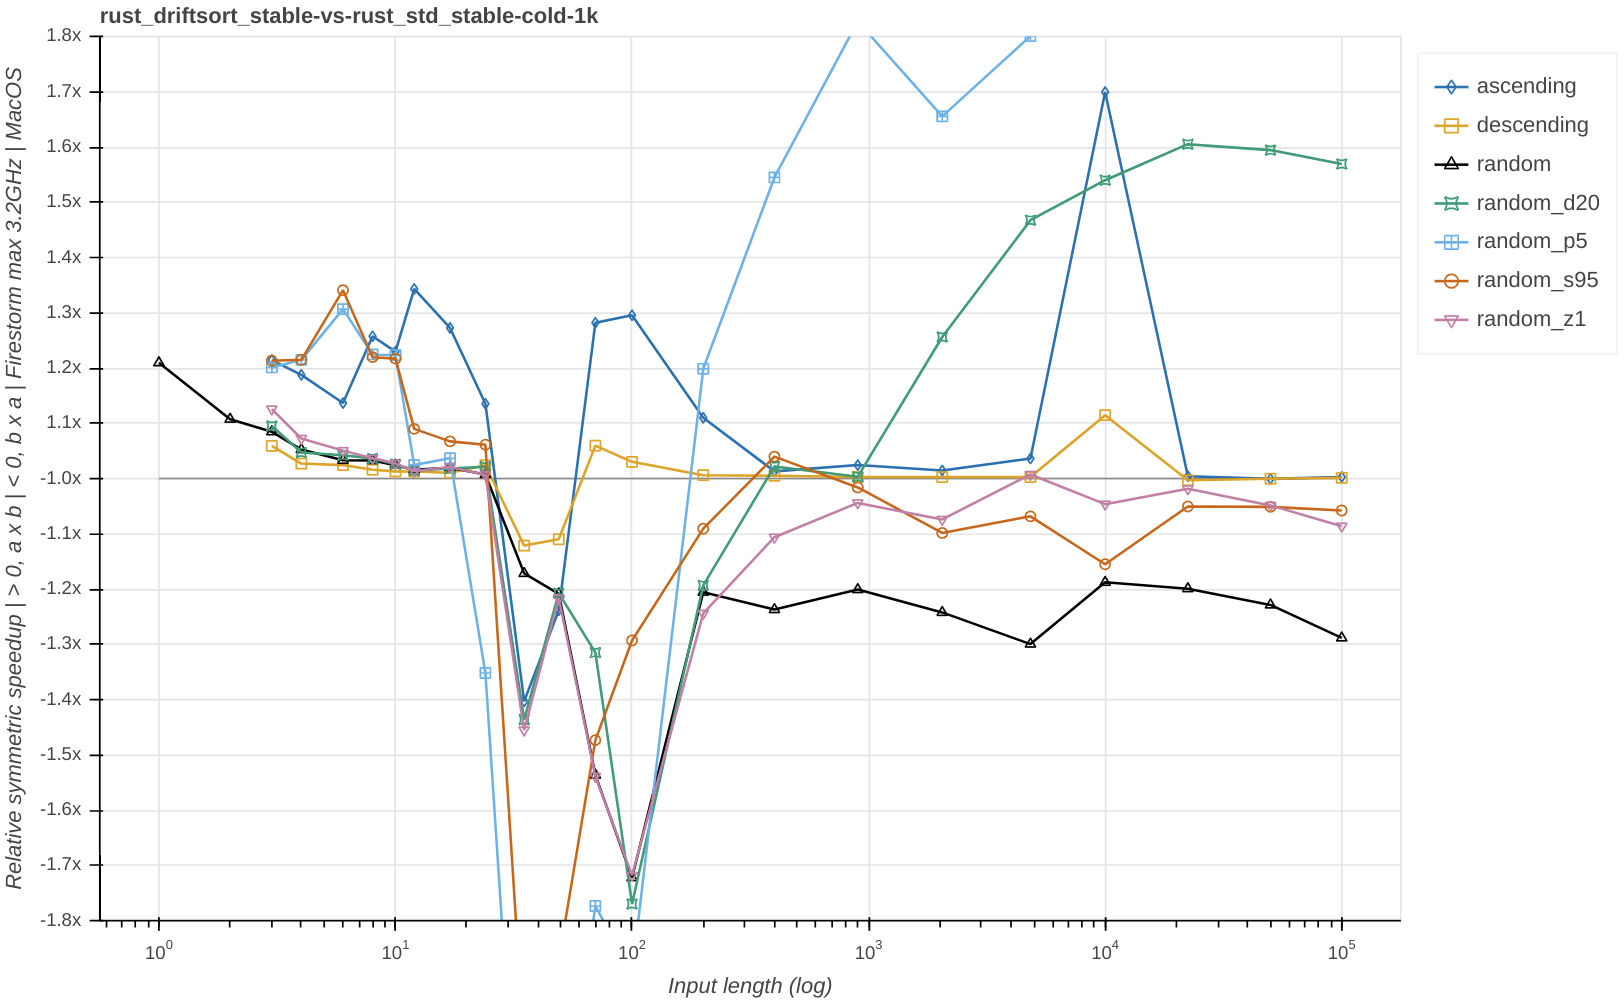 rust_driftsort_stable-vs-rust_std_stable-cold-1k
Relative symmetric speedup | > 0, a x b | < 0, b x a | Firestorm max 3.2GHz | MacOS
1.8x
1.7x
1.6x
1.5x
1.4x
1.3x
1.2x
1.1x
-1.0x
-1.1x
-1.2x
-1.3x
-1.4x
-1.5x
-1.6x
-1.7x
-1.8x
10⁰ 10¹ 10² 10³ 10⁴ 10⁵
Input length (log)
ascending
descending
random
random_d20
random_p5
random_s95
random_z1